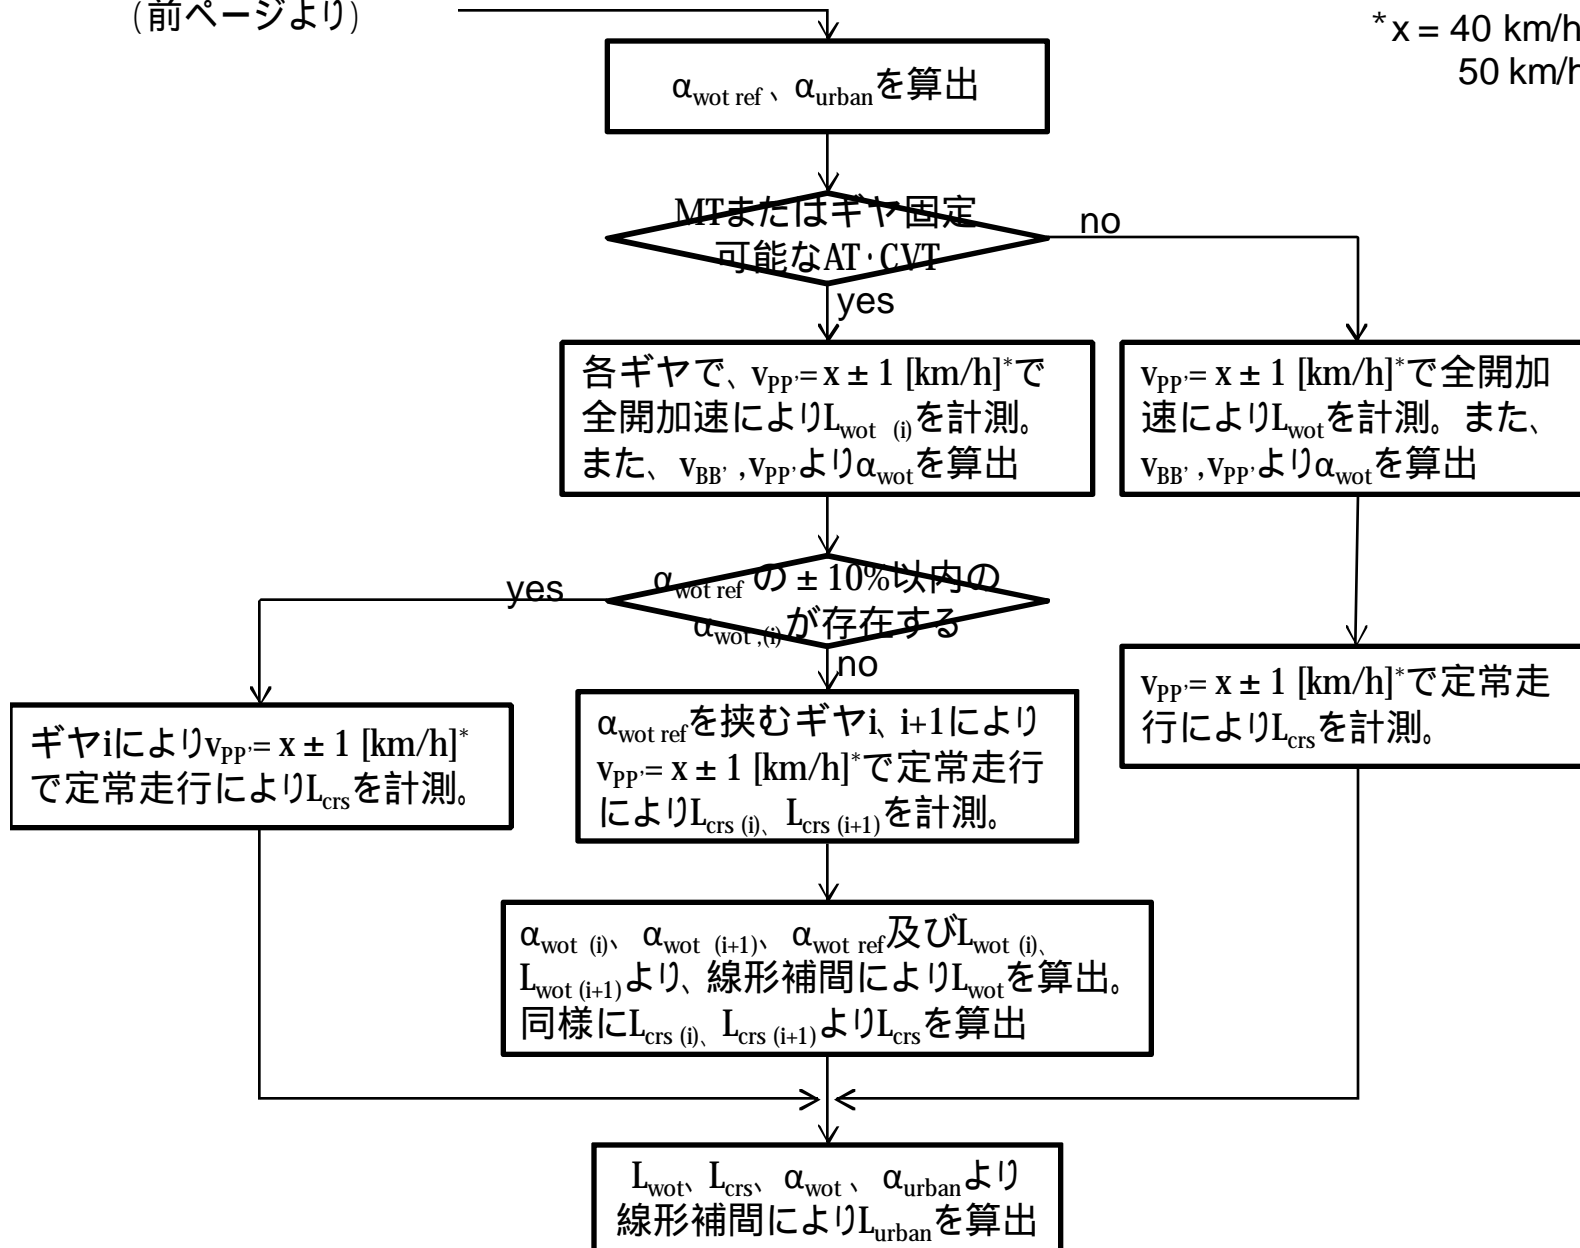 (前ページより)
*x = 40 km/h
50 km/h
αwot ref、αurbanを算出
MTまたはギヤ固定
可能なAT・CVT
no
yes
各ギヤで、vPP'= x ± 1 [km/h]*で
全開加速によりLwot (i)を計測。
また、vBB' ,vPP'よりαwotを算出
vPP'= x ± 1 [km/h]*で全開加
速によりLwotを計測。また、
vBB' ,vPP'よりαwotを算出
yes
αwot refの ± 10%以内の
αwot ,(i)が存在する
no
ギヤiによりvPP'= x ± 1 [km/h]*
で定常走行によりLcrsを計測。
αwot refを挟むギヤi、i+1により
vPP'= x ± 1 [km/h]*で定常走行
によりLcrs (i)、Lcrs (i+1)を計測。
vPP'= x ± 1 [km/h]*で定常走
行によりLcrsを計測。
αwot (i)、αwot (i+1)、αwot ref及びLwot (i)、
Lwot (i+1)より、線形補間によりLwotを算出。
同様にLcrs (i)、Lcrs (i+1)よりLcrsを算出
Lwot、Lcrs、αwot、αurbanより
線形補間によりLurbanを算出